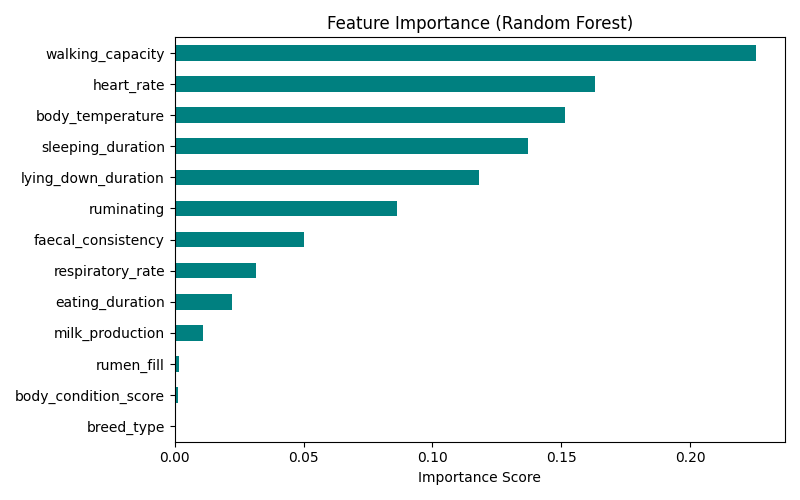 Feature Importance (Random Forest)
walking_capacity
heart_rate
body_temperature
sleeping_duration
lying_down_duration
ruminating
faecal_consistency
respiratory_rate
eating_duration
milk_production
rumen_fill
body_condition_score
breed_type
0.00 0.05 0.10 0.15 0.20
Importance Score